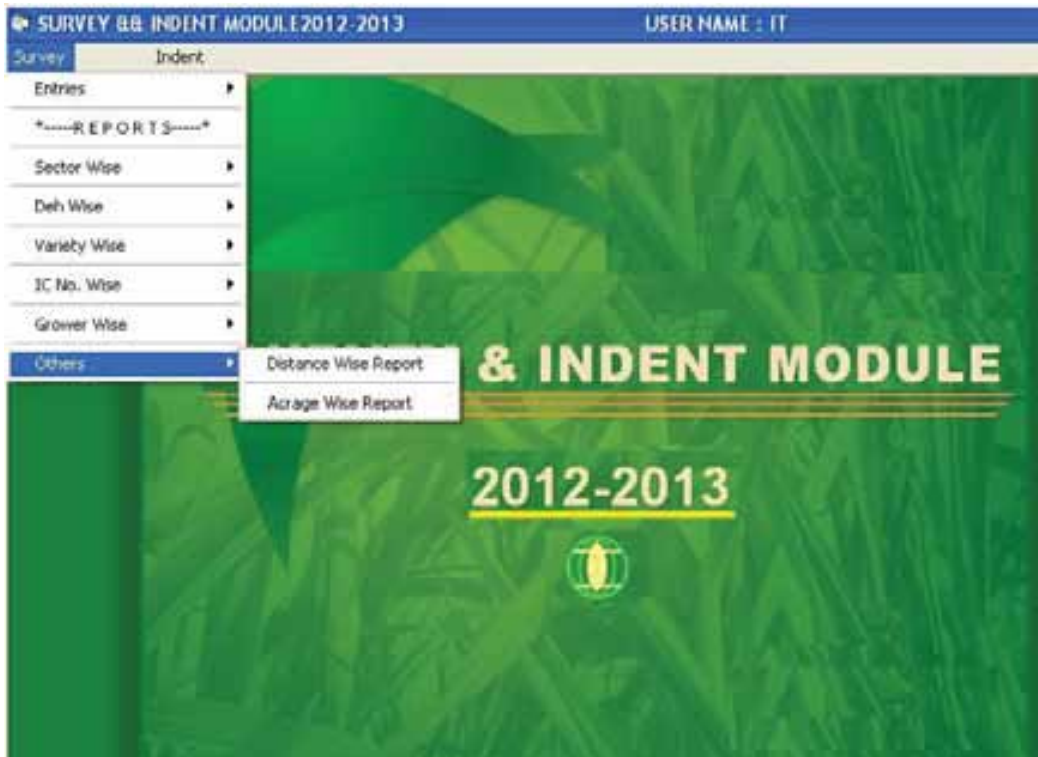 SURVEY && INDENT MODULE2012-2013 USER NAME : IT
Survey Indent
Entries
*-----R E P O R T S-----*
Sector Wise
Deh Wise
Variety Wise
IC No. Wise
Grower Wise
Others
Distance Wise Report
Acrage Wise Report
& INDENT MODULE
2012-2013